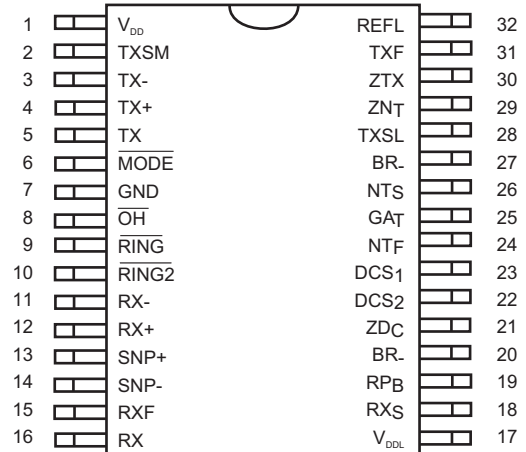 1 VDD REFL 32
2 TXSM TXF 31
3 TX- ZTX 30
4 TX+ ZNT 29
5 TX TXSL 28
6 MODE BR- 27
7 GND NTS 26
8 OH GAT 25
9 RING NTF 24
10 RING2 DCS1 23
11 RX- DCS2 22
12 RX+ ZDC 21
13 SNP+ BR- 20
14 SNP- RPB 19
15 RXF RXS 18
16 RX VDDL 17